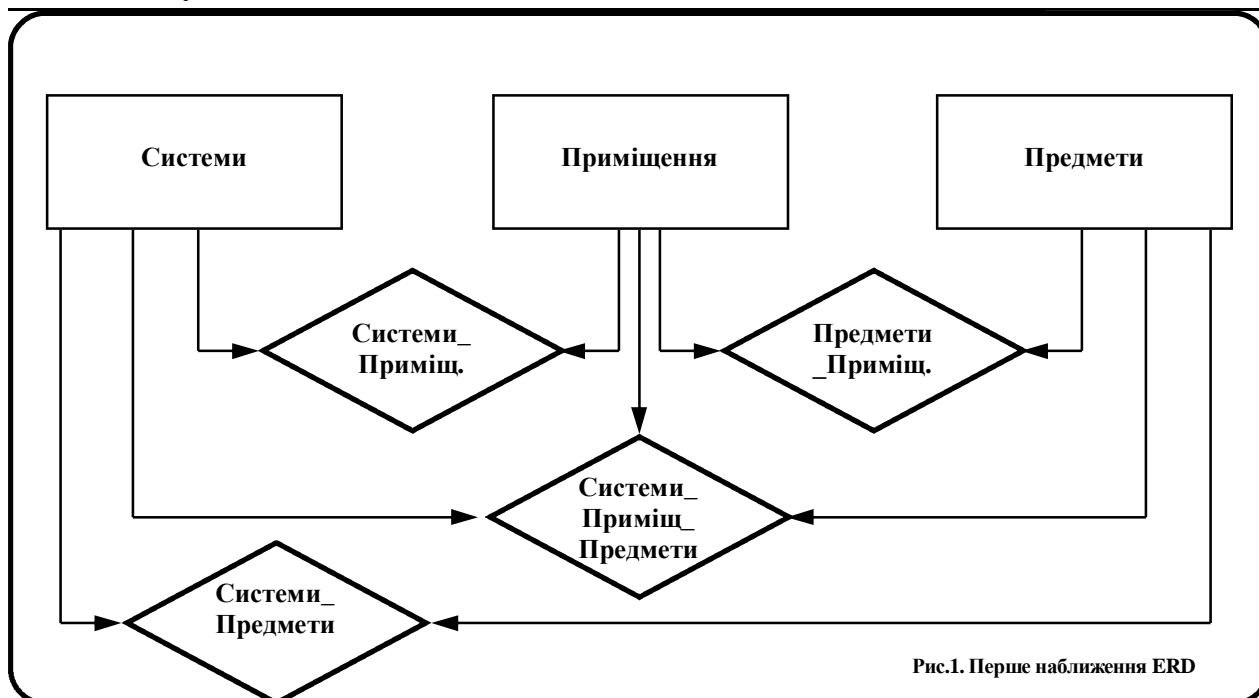 Системи
Приміщення
Предмети
Системи_
Приміщ.
Предмети
_Приміщ.
Системи_
Приміщ_
Предмети
Системи_
Предмети
Рис.1. Перше наближення ERD